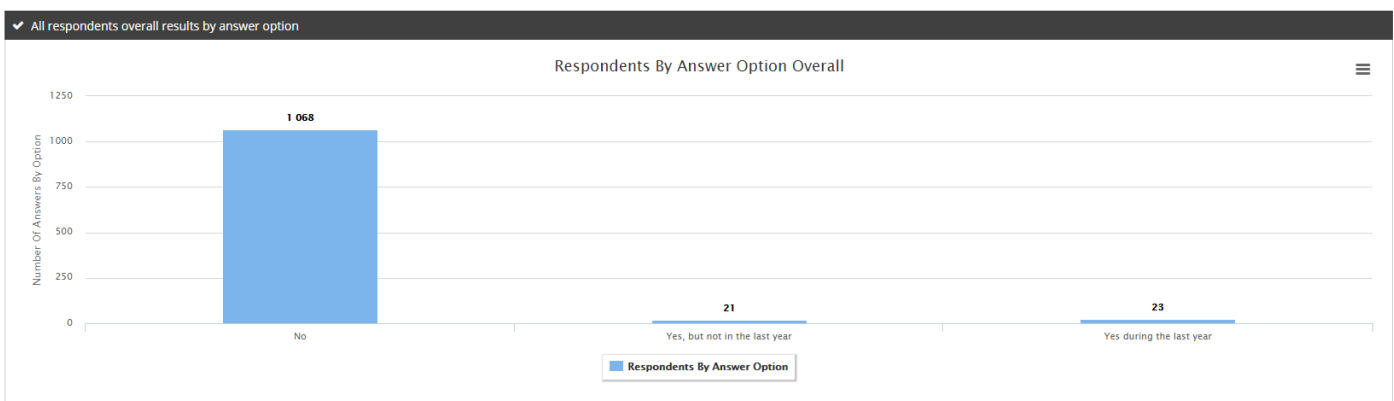 ✔ All respondents overall results by answer option
Respondents By Answer Option Overall
Number Of Answers By Option
1250
1000
750
500
250
0
1 068
21
23
No
Yes, but not in the last year
Yes during the last year
Respondents By Answer Option